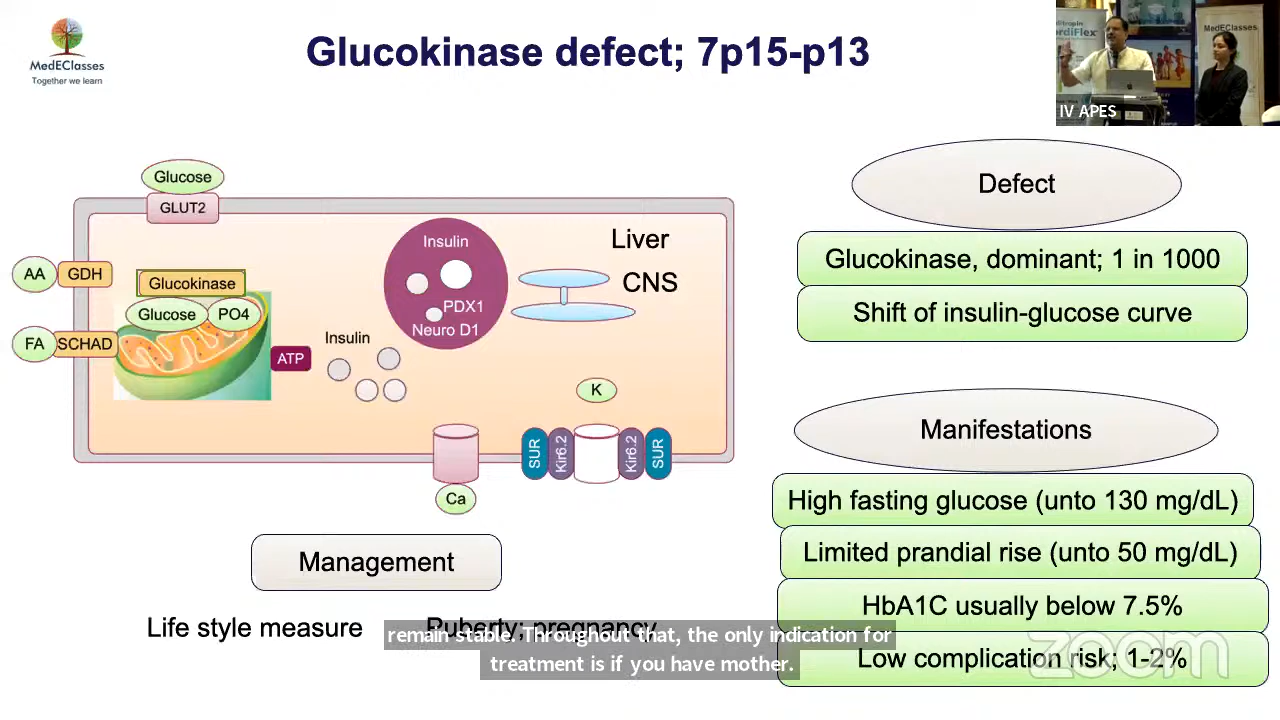 MedEClasses
Together we learn
Glucokinase defect; 7p15-p13
IV APES
MedEClasses
Glucose
GLUT2
AA
GDH
Glucokinase
Glucose
PO4
FA
SCHAD
ATP
Insulin
Insulin
PDX1
Neuro D1
Liver
CNS
K
SUR
Kir6.2
Kir6.2
SUR
Ca
Defect
Glucokinase, dominant; 1 in 1000
Shift of insulin-glucose curve
Manifestations
High fasting glucose (unto 130 mg/dL)
Limited prandial rise (unto 50 mg/dL)
HbA1C usually below 7.5%
Low complication risk; 1-2%
Management
Life style measure
Puberty; pregnancy
remain stable. Throughout that, the only indication for
treatment is if you have mother.
zoom